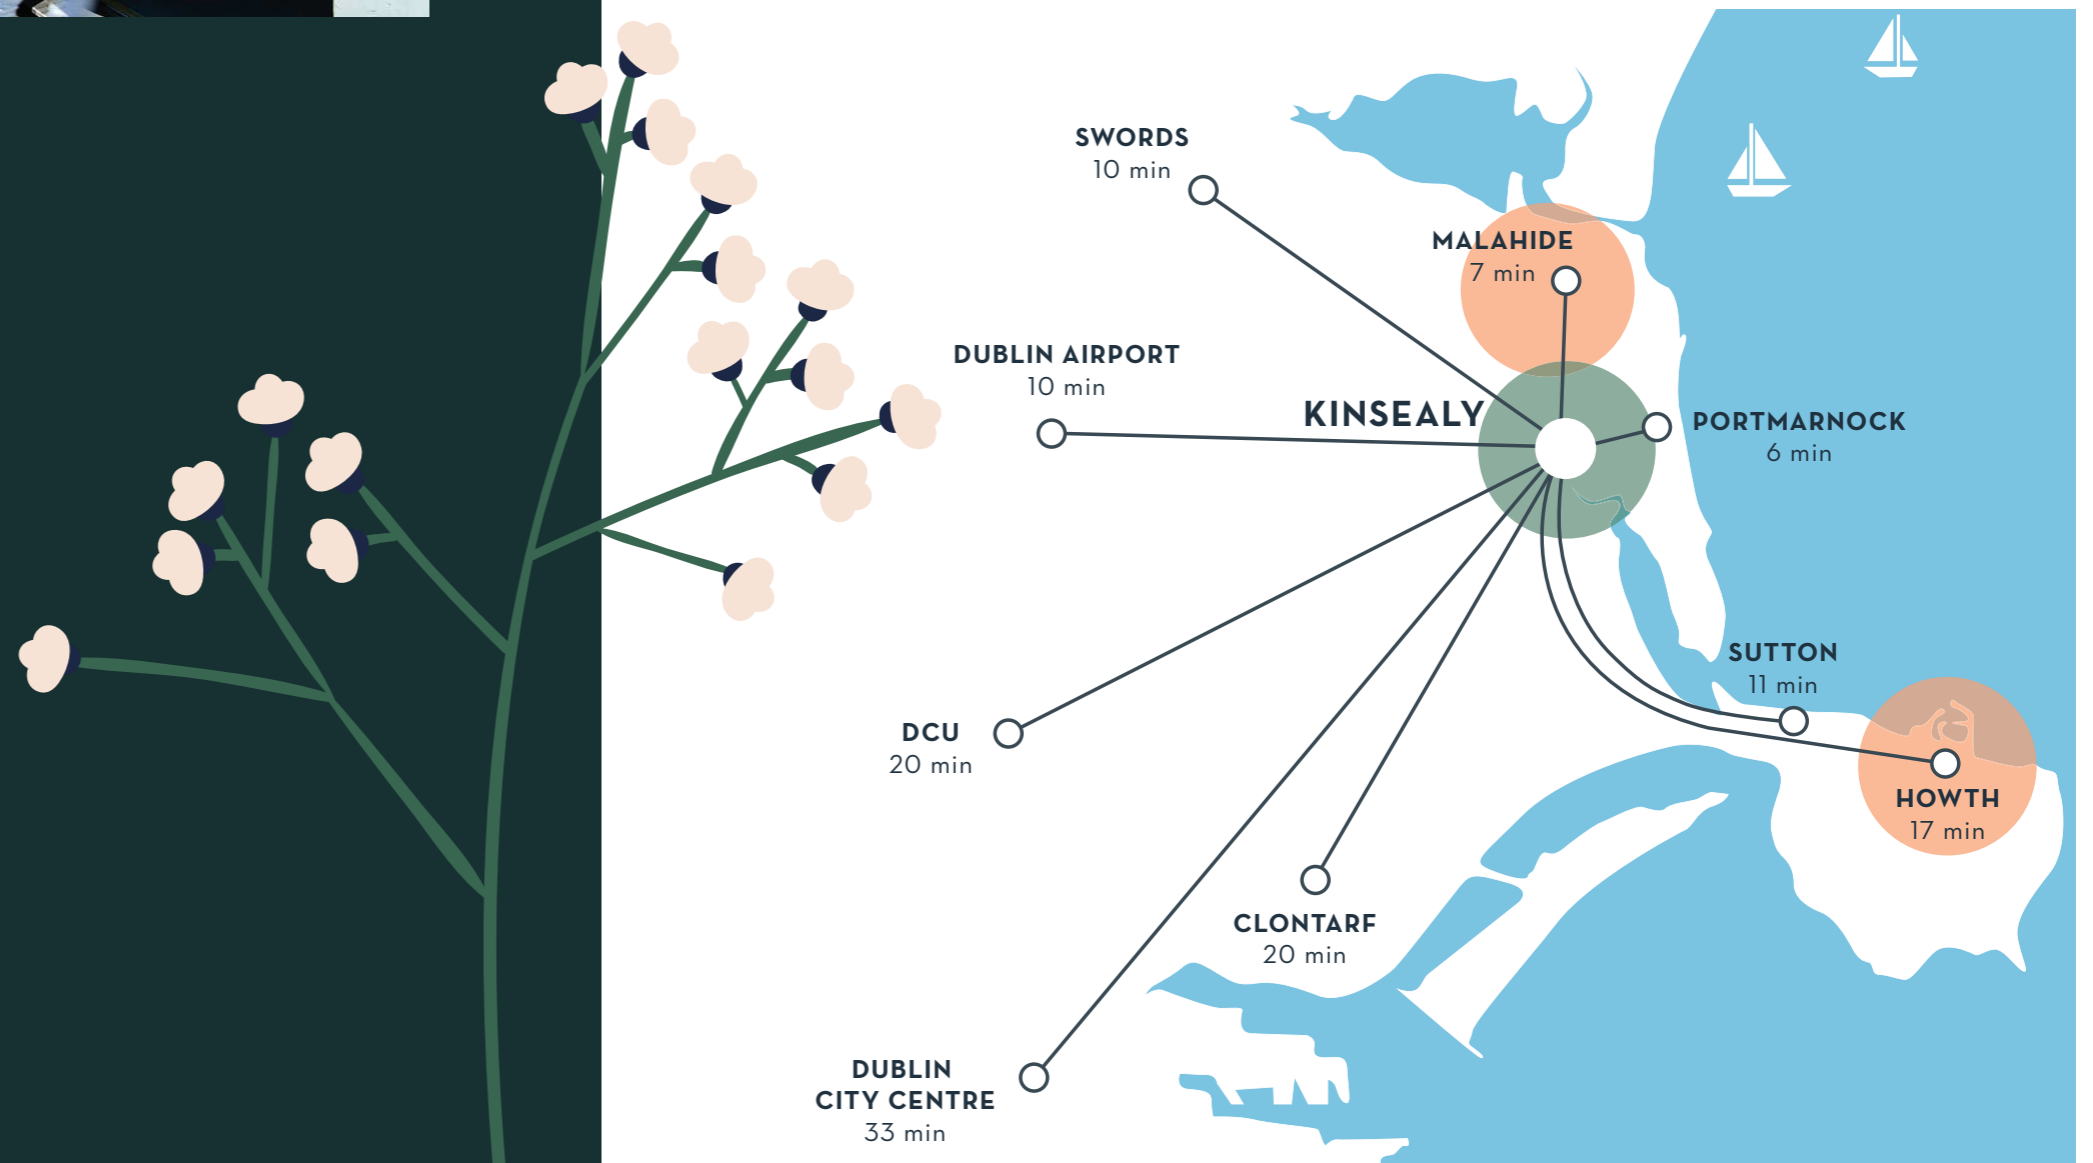 SWORDS
10 min
MALAHIDE
7 min
DUBLIN AIRPORT
10 min
KINSEALY
PORTMARNOCK
6 min
SUTTON
11 min
DCU
20 min
HOWTH
17 min
CLONTARF
20 min
DUBLIN
CITY CENTRE
33 min